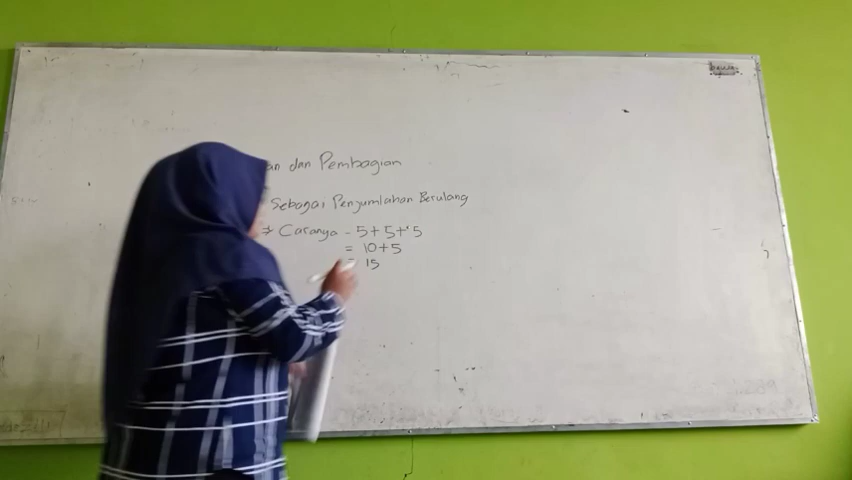 an dan Pembagian
Sebagai Penjumlahan Berulang
→ Caranya - 5+5+5
= 10+5
= 15